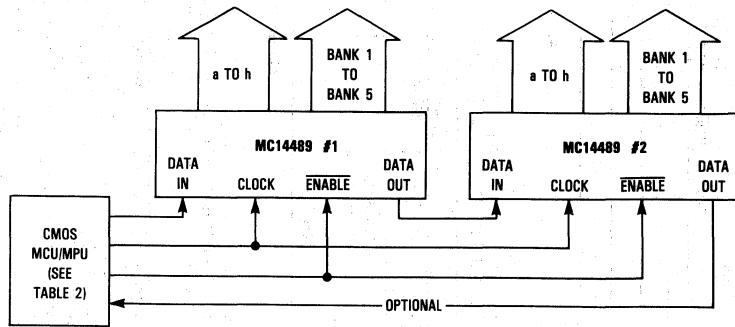 a TO h
BANK 1
TO
BANK 5
a TO h
BANK 1
TO
BANK 5
MC14489 #1
DATA
IN
CLOCK
ENABLE
DATA
OUT
MC14489 #2
DATA
IN
CLOCK
ENABLE
DATA
OUT
CMOS
MCU/MPU
(SEE
TABLE 2)
OPTIONAL